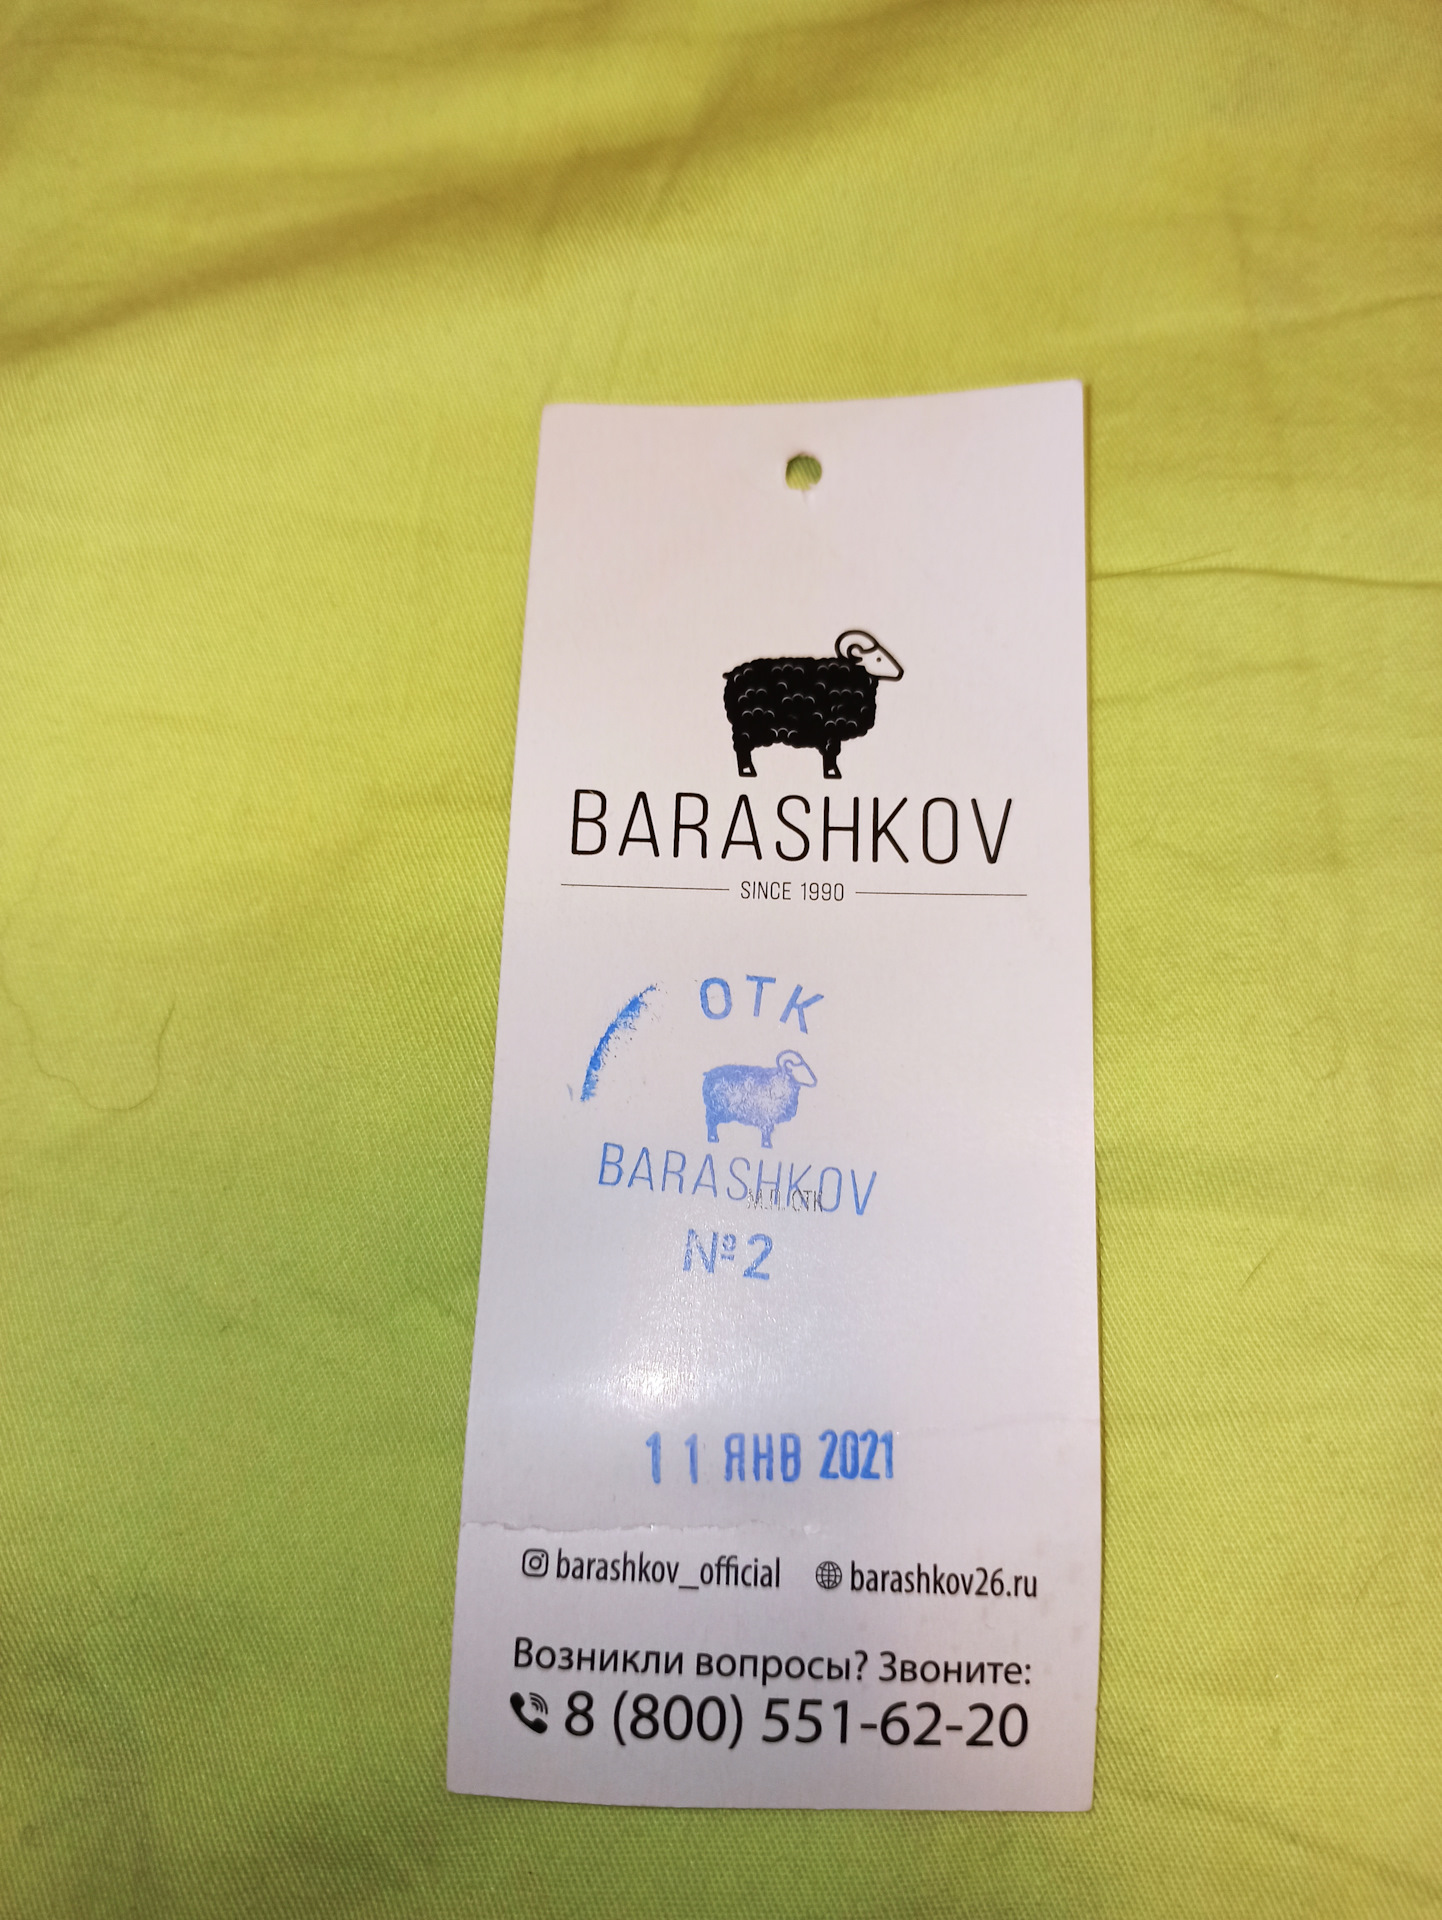 BARASHKOV
SINCE 1990
ОТК
BARASHKOV
М.П. ОТК
№2
11 ЯНВ 2021
barashkov_official barashkov26.ru
Возникли вопросы? Звоните:
8 (800) 551-62-20